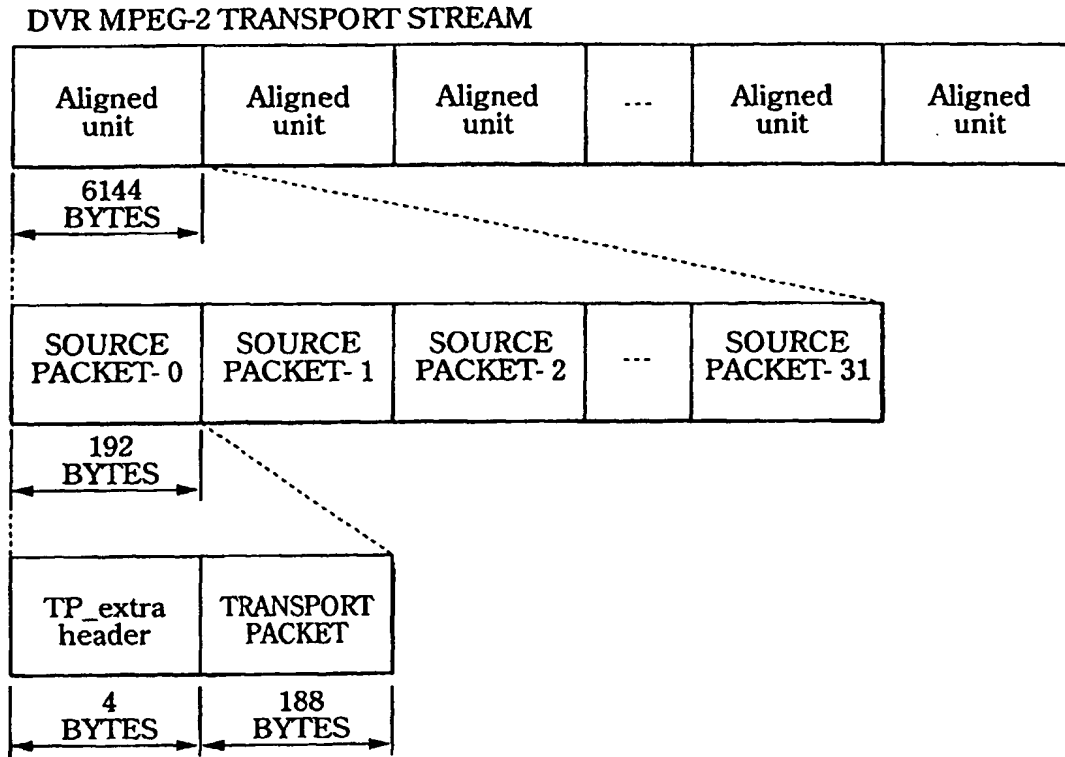 DVR MPEG-2 TRANSPORT STREAM
Aligned unit
Aligned unit
Aligned unit
---
Aligned unit
Aligned unit
6144 BYTES
SOURCE PACKET- 0
SOURCE PACKET- 1
SOURCE PACKET- 2
---
SOURCE PACKET- 31
192 BYTES
TP_extra header
TRANSPORT PACKET
4 BYTES
188 BYTES